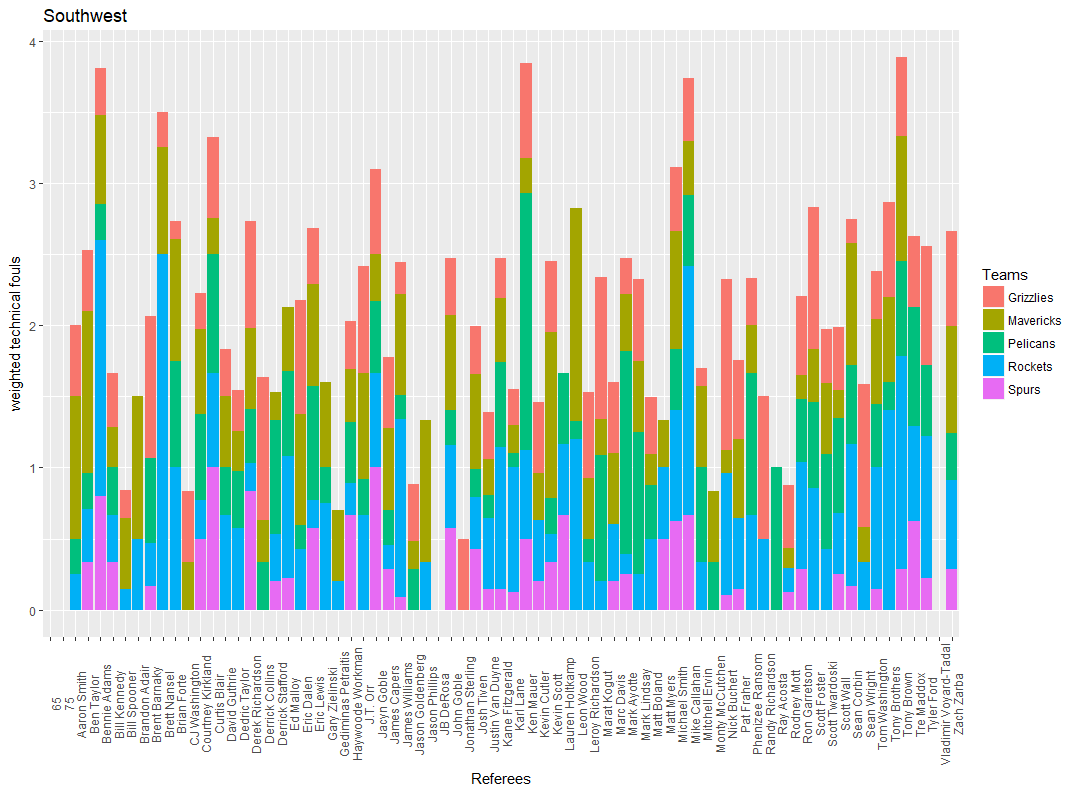 Southwest
weighted technical fouls
4
3
2
1
0
65
75
Aaron Smith
Ben Taylor
Bennie Adams
Bill Kennedy
Bill Spooner
Brandon Adair
Brent Barnaky
Brett Nansel
Brian Forte
CJ Washington
Courtney Kirkland
Curtis Blair
David Guthrie
Dedric Taylor
Derek Richardson
Derrick Collins
Derrick Stafford
Ed Malloy
Eric Dalen
Eric Lewis
Gary Zielinski
Gediminas Petraitis
Haywoode Workman
J.T. Orr
Jacyn Goble
James Capers
James Williams
Jason Goldenberg
Jason Phillips
JB DeRosa
John Goble
Jonathan Sterling
Josh Tiven
Justin Van Duyne
Kane Fitzgerald
Karl Lane
Ken Mauer
Kevin Cutler
Kevin Scott
Lauren Holtkamp
Leon Wood
Leroy Richardson
Marat Kogut
Marc Davis
Mark Ayotte
Mark Lindsay
Matt Boland
Matt Myers
Michael Smith
Mike Callahan
Mitchell Ervin
Monty McCutchen
Nick Buchert
Pat Fraher
Phenizee Ransom
Randy Richardson
Ray Acosta
Rodney Mott
Ron Garretson
Scott Foster
Scott Twardoski
Scott Wall
Sean Corbin
Sean Wright
Tom Washington
Tony Brothers
Tony Brown
Tre Maddox
Tyler Ford
Vladimir Voyard-Tadal
Zach Zarba
Referees
Teams
Grizzlies
Mavericks
Pelicans
Rockets
Spurs